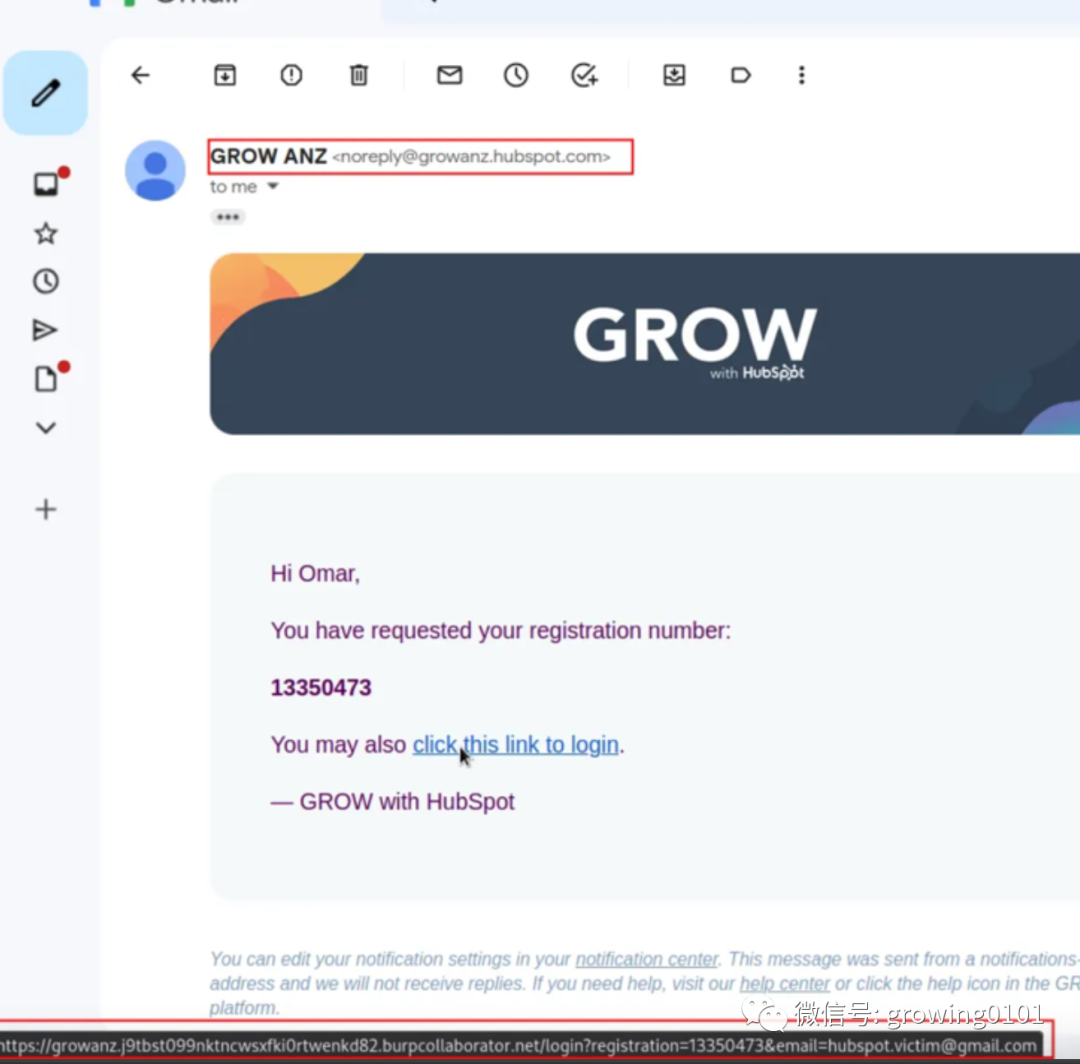 GROW ANZ <noreply@growanz.hubspot.com>
to me
GROW
with HubSpot
Hi Omar,
You have requested your registration number:
13350473
You may also click this link to login.
— GROW with HubSpot
You can edit your notification settings in your notification center. This message was sent from a notifications-
address and we will not receive replies. If you need help, visit our help center or click the help icon in the GR
platform.
微信号: growing0101
https://growanz.j9tbst099nktncwsxfki0rtwenkd82.burpcollaborator.net/login?registration=13350473&email=hubspot.victim@gmail.com